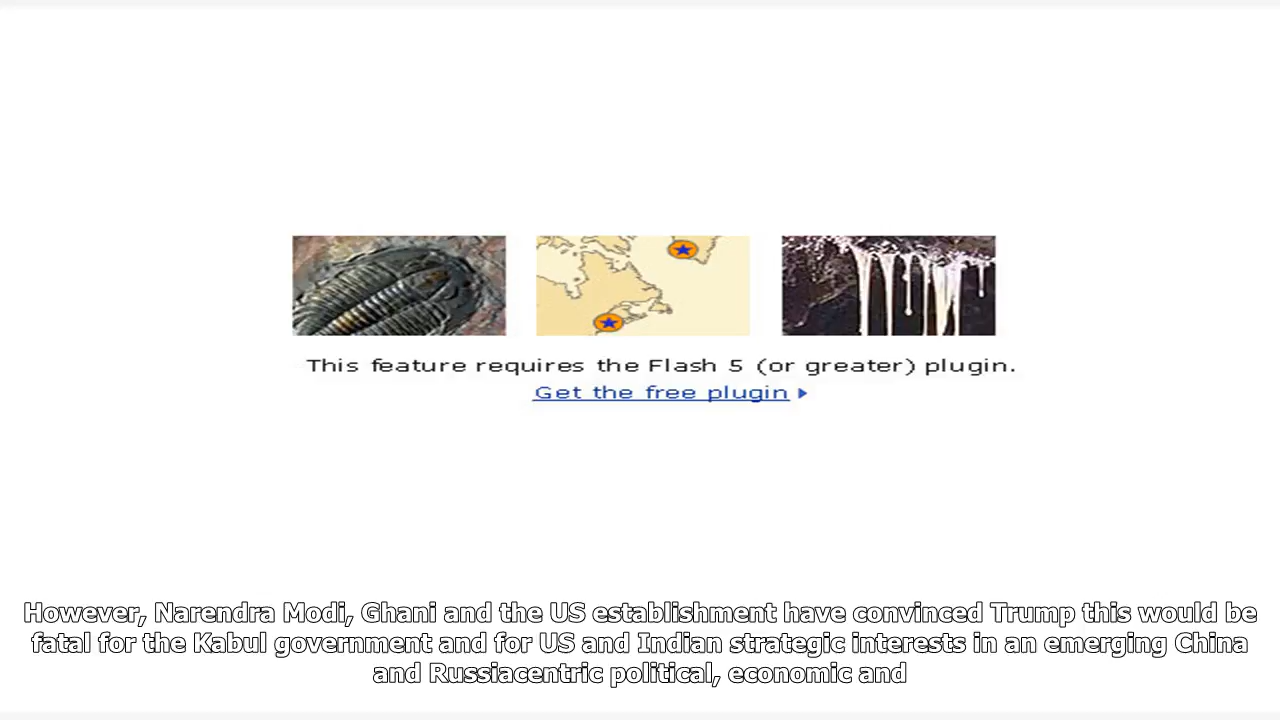 This feature requires the Flash 5 (or greater) plugin.
Get the free plugin
However, Narendra Modi, Ghani and the US establishment have convinced Trump this would be
fatal for the Kabul government and for US and Indian strategic interests in an emerging China
and Russiacentric political, economic and